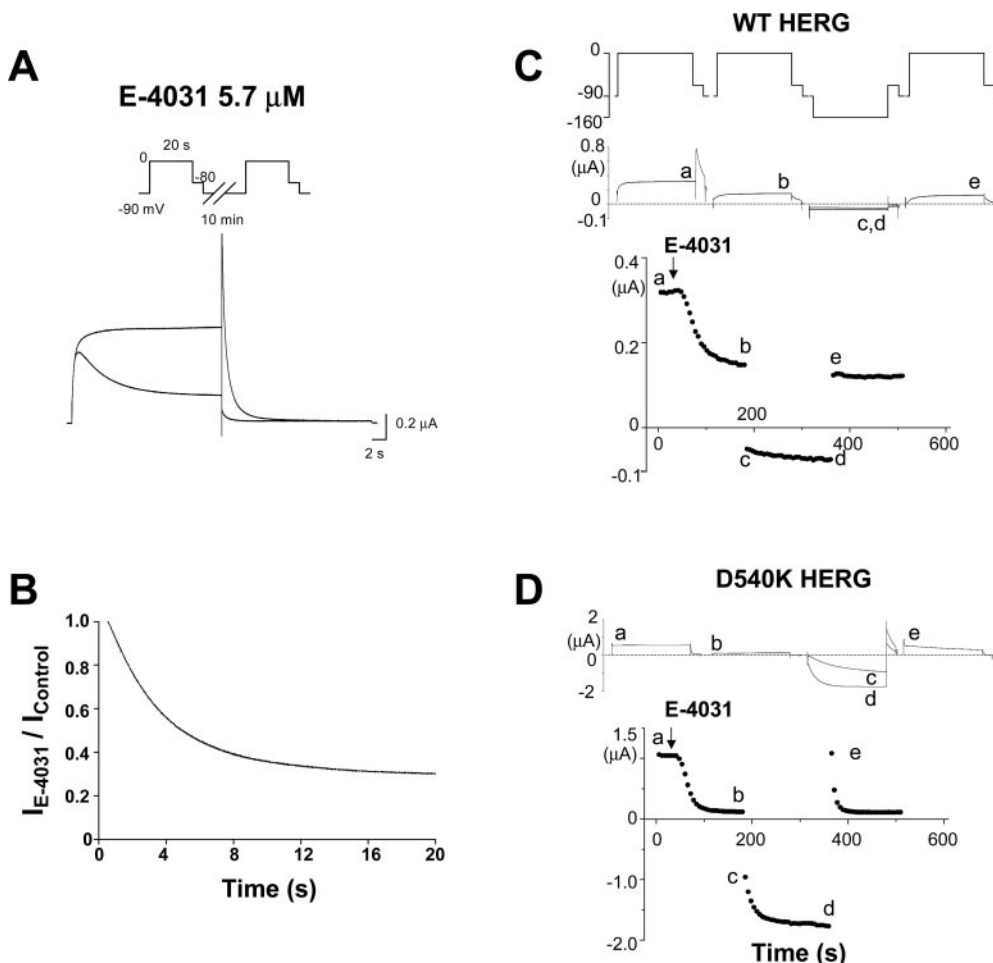 A
E-4031 5.7 μM
0
20 s
-80
-90 mV
10 min
0.2 μA
2 s
B
I E-4031 / I Control
1.0
0.8
0.6
0.4
0.2
0
0 4 8 12 16 20
Time (s)
C
WT HERG
0
-90
-160
0.8
(μA)
0
-0.1
a
b
c,d
e
E-4031
0.4
(μA)
0.2
0
-0.1
a
b
c
d
e
0 200 400 600
D
D540K HERG
2
(μA)
0
-2
a
b
c
d
e
E-4031
1.5
(μA)
0
-1.0
-2.0
a
b
c
d
e
0 200 400 600
Time (s)